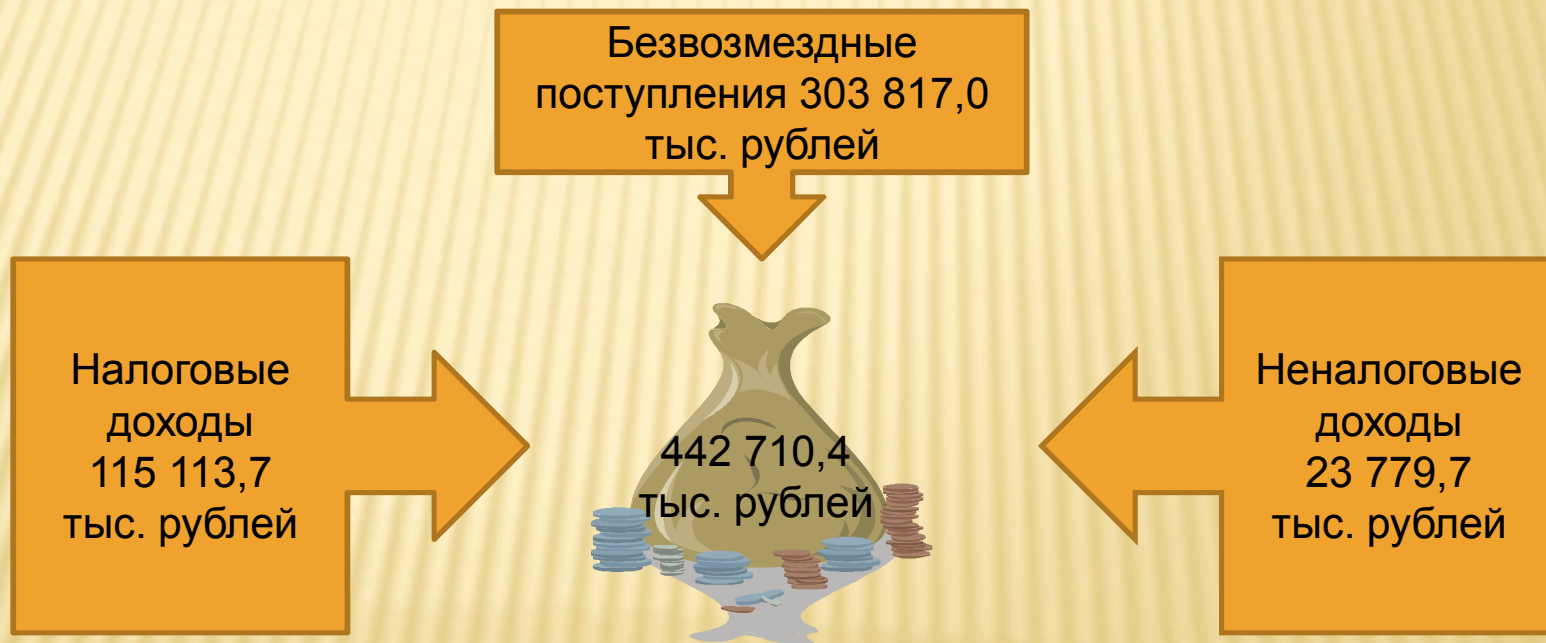 Безвозмездные
поступления 303 817,0
тыс. рублей
Налоговые
доходы
115 113,7
тыс. рублей
442 710,4
тыс. рублей
Неналоговые
доходы
23 779,7
тыс. рублей